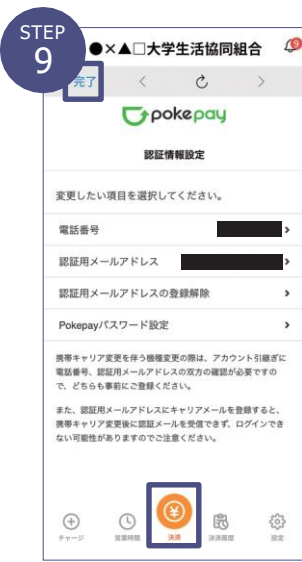 STEP
9
●×▲□大学生活協同組合
9
完了
pokepay
認証情報設定
変更したい項目を選択してください。
電話番号
認証用メールアドレス
認証用メールアドレスの登録解除
Pokepayパスワード設定
携帯キャリア変更を伴う機種変更の際は、アカウント引継ぎに
電話番号、認証用メールアドレスの双方の確認が必要ですの
で、どちらも事前にご登録ください。
また、認証用メールアドレスにキャリアメールを登録すると、
携帯キャリア変更後に認証メールを受信できず、ログインでき
ない可能性がありますのでご注意ください。
チャージ
営業時間
決済
決済履歴
設定